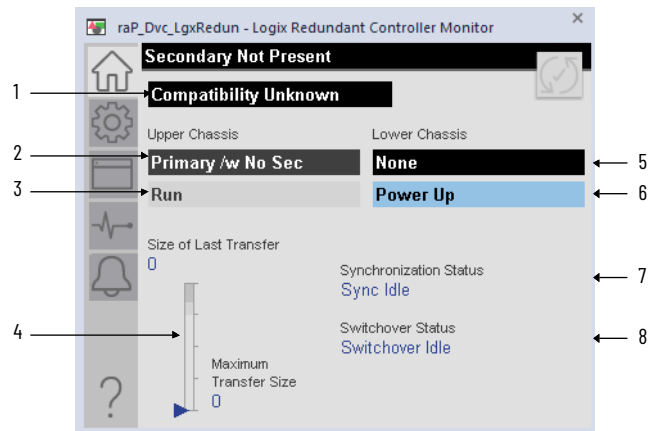 raP_Dvc_LgxRedun - Logix Redundant Controller Monitor
Secondary Not Present
1
Compatibility Unknown
Upper Chassis
Lower Chassis
2
Primary /w No Sec
None
5
3
Run
Power Up
6
Size of Last Transfer
0
Synchronization Status
7
Sync Idle
4
Switchover Status
8
Switchover Idle
Maximum
Transfer Size
0
?